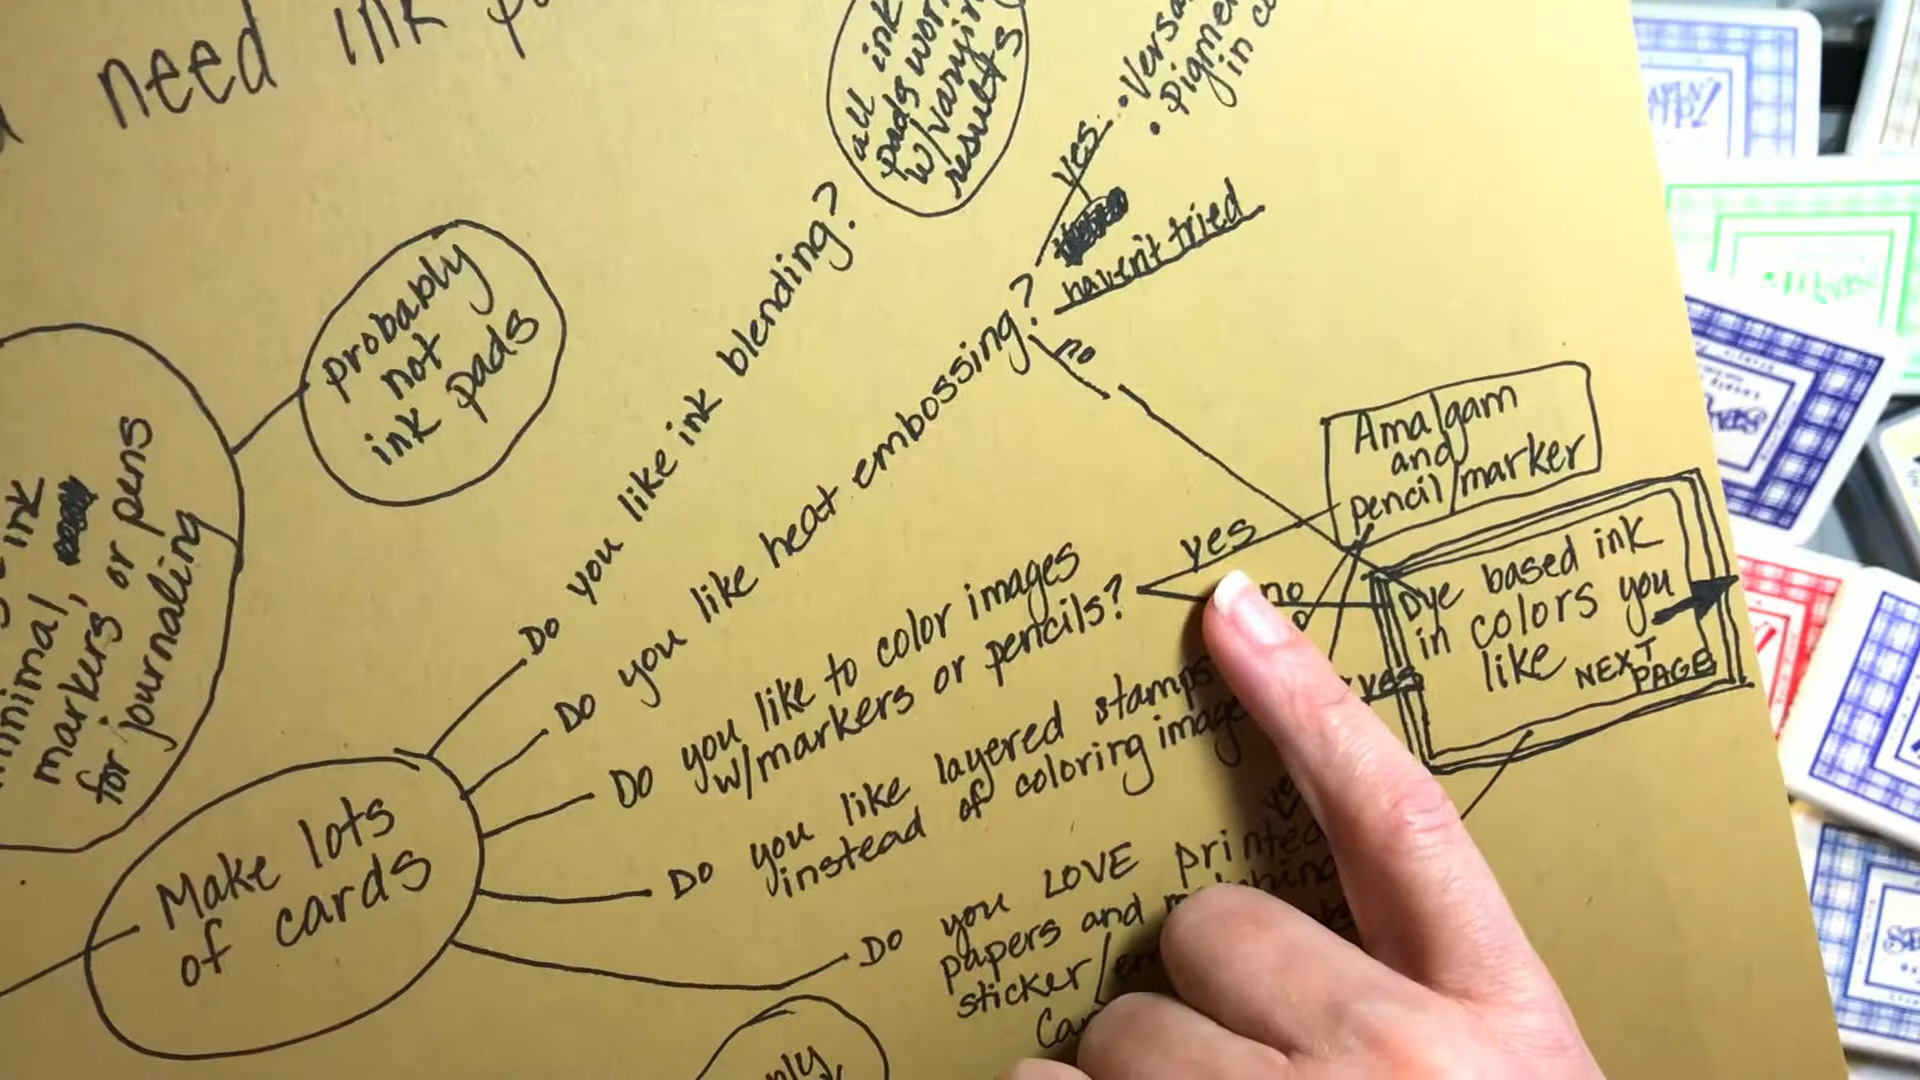 need ink
all ink
pads work
w/varying
results
yes
in
haven't tried
no
probably
not
ink pads
ink
minimal,
markers, or pens
for journaling
Do you like ink blending?
Do you like heat embossing?
Do you like to color images
w/markers or pencils?
yes
no
Amalgam
and
pencil/marker
Dye based ink
in colors you
like
NEXT
PAGE
Do you like layered stamps
instead of coloring
yes
Do you LOVE printed
papers and
sticker/
Make lots
of cards